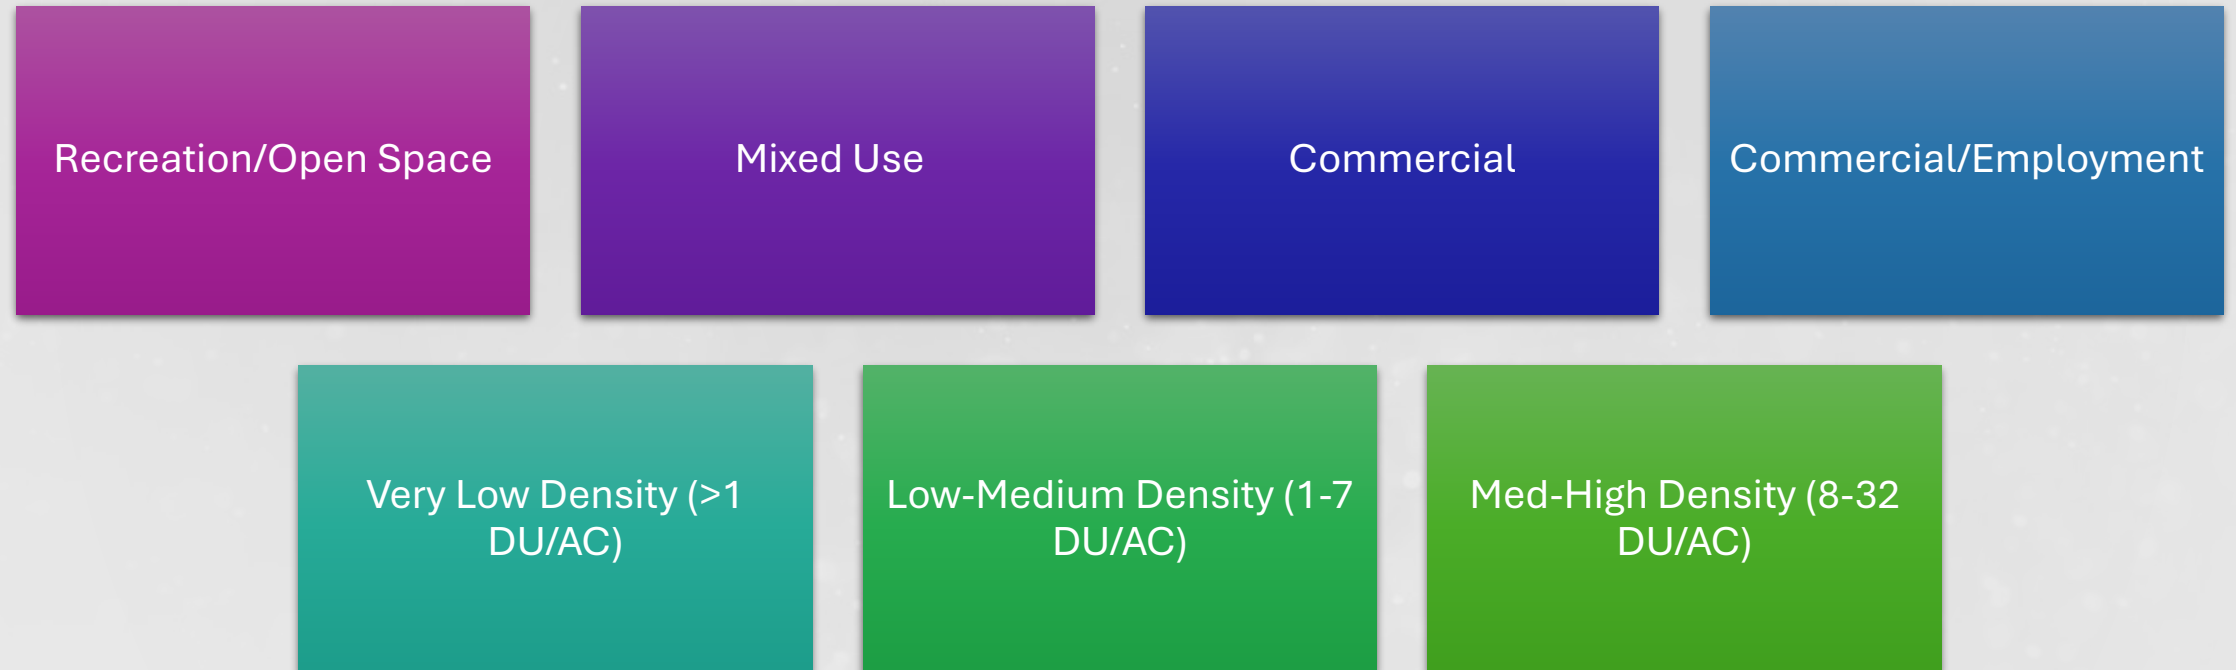 Recreation/Open Space
Mixed Use
Commercial
Commercial/Employment
Very Low Density (>1
DU/AC)
Low-Medium Density (1-7
DU/AC)
Med-High Density (8-32
DU/AC)